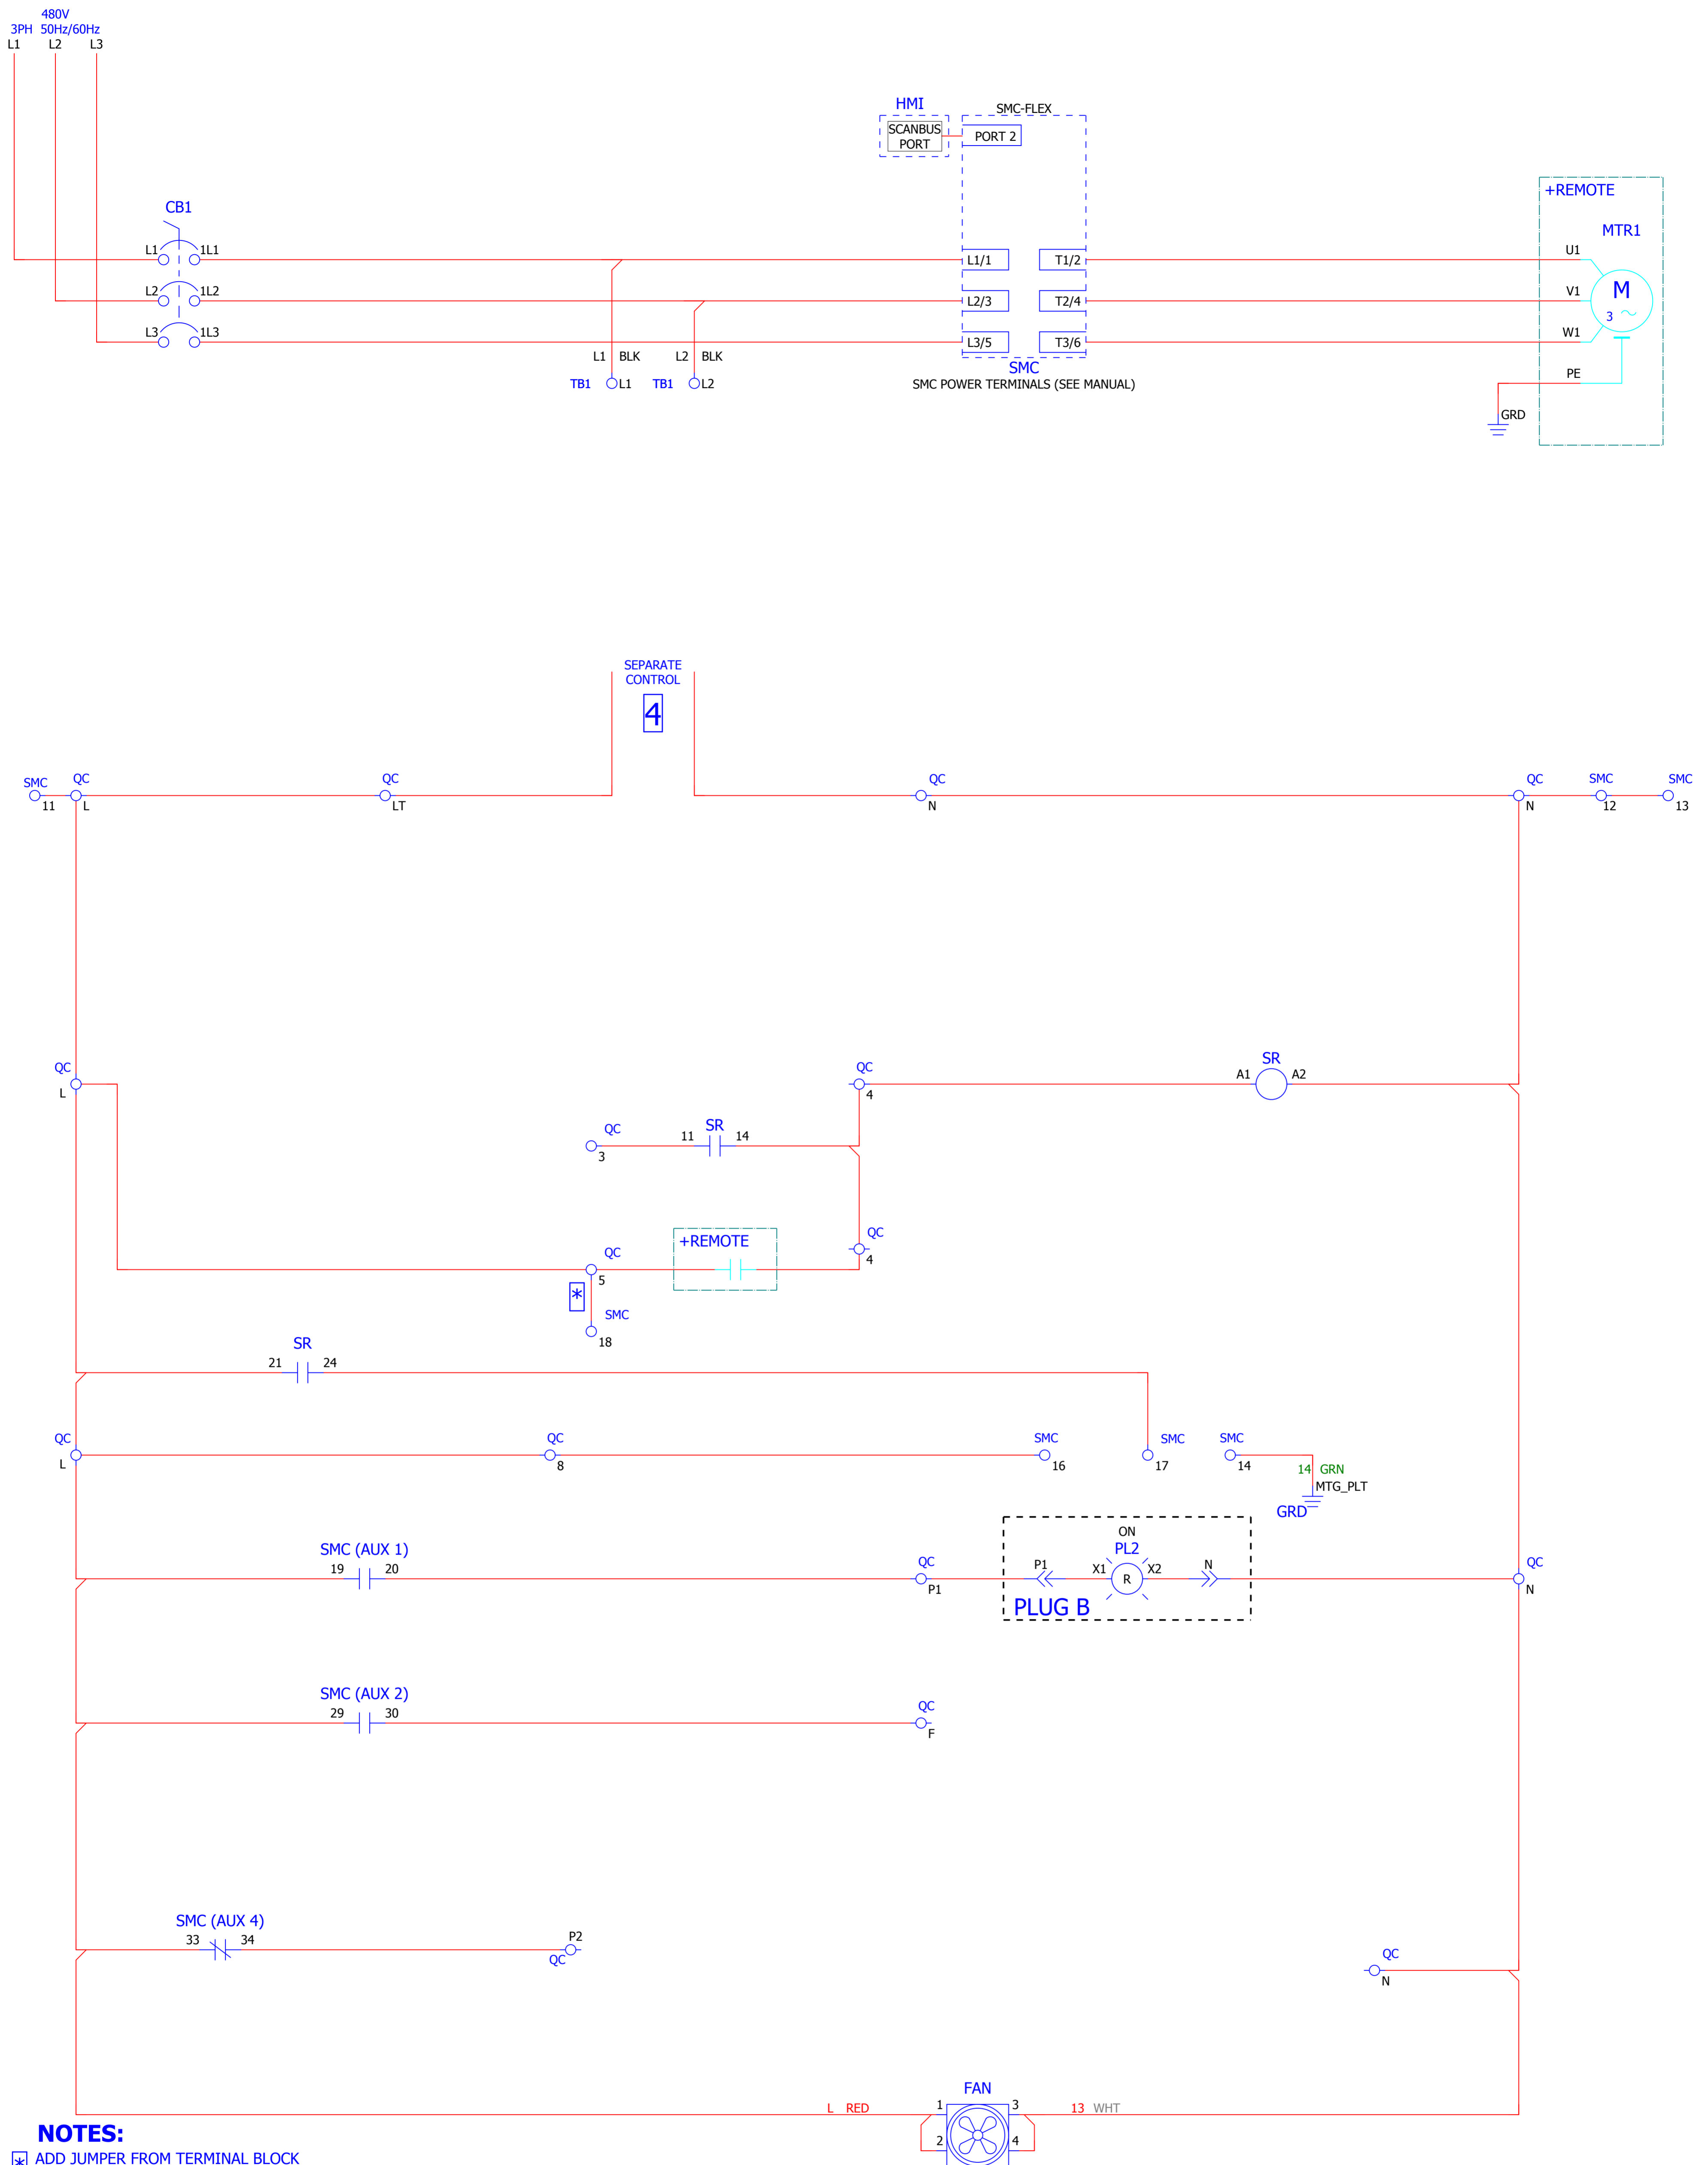 480V
3PH 50Hz/60Hz
L1 L2 L3
HMI
SMC-FLEX
SCANBUS
PORT
PORT 2
+REMOTE
CB1
MTR1
L1 1L1
L1/1 T1/2
U1
L2 1L2
L2/3 T2/4
V1
M
3
L3 1L3
L3/5 T3/6
W1
L1 BLK L2 BLK
SMC
PE
TB1 L1 TB1 L2
SMC POWER TERMINALS (SEE MANUAL)
GRD
SEPARATE
CONTROL
4
SMC QC QC QC QC SMC SMC
11 L LT N N 12 13
QC QC SR
A1 A2
L 4
QC SR
11 14
3
QC
+REMOTE
4
QC
5
*
SMC
18
SR
21 24
QC QC SMC SMC SMC
L 8 16 17 14
14 GRN
MTG_PLT
GRD
ON
SMC (AUX 1) PL2
19 20 QC P1 X1 R X2 N QC
P1 N
PLUG B
SMC (AUX 2)
29 30 QC
F
SMC (AUX 4)
33 34 P2
QC QC
N
FAN
L RED 1 3 13 WHT
2 4
NOTES:
* ADD JUMPER FROM TERMINAL BLOCK